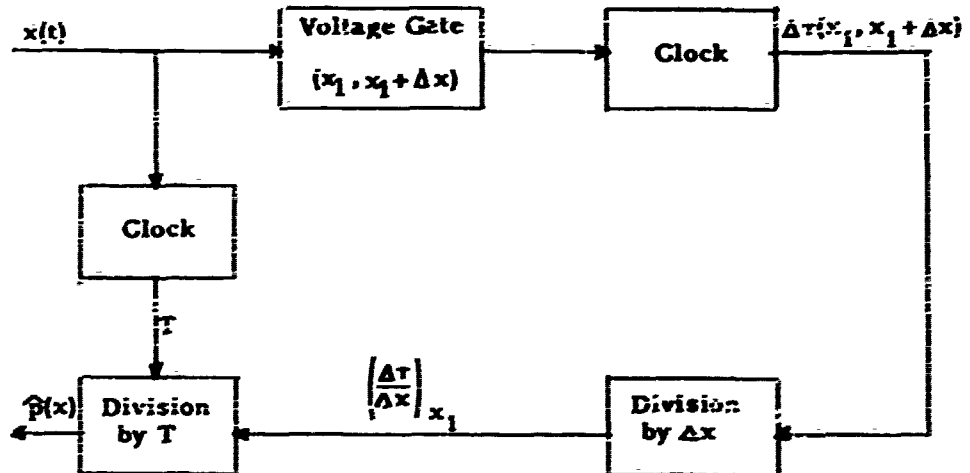 x(t)
Voltage Gate
(x₁, x₁ + Δx)
Clock
Δτ(x₁, x₁ + Δx)
Clock
T
p̂(x)
Division
by T
(Δτ/Δx)x₁
Division
by Δx